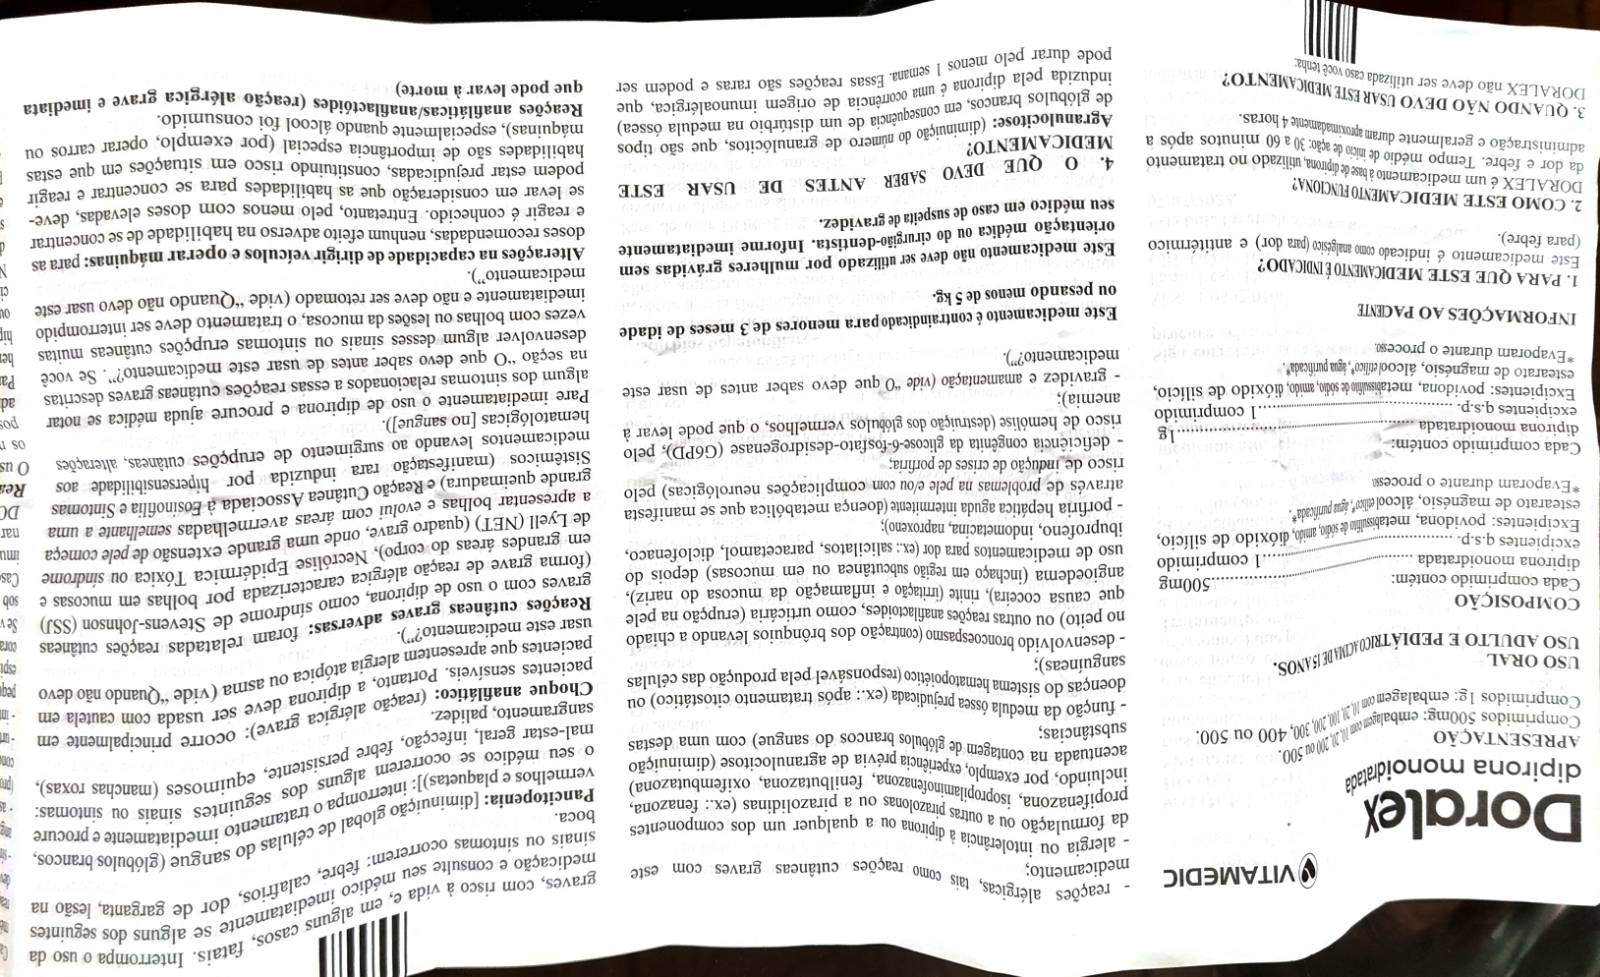 VITAMEDIC
Doralex
dipirona monoidratada
APRESENTAÇÃO
Comprimidos 500mg: embalagem com 10, 20, 100, 200, 300, 400 ou 500.
Comprimidos 1g: embalagem com 10, 20, 200 ou 500.
USO ORAL
USO ADULTO E PEDIÁTRICO ACIMA DE 15 ANOS.
COMPOSIÇÃO
Cada comprimido contém:
dipirona monoidratada ..............................500mg
excipientes q.s.p. ..............................1 comprimido
Excipientes: povidona, metabissulfito de sódio, amido, dióxido de silício,
estearato de magnésio, álcool etílico*, água purificada*.
*Evaporam durante o processo
Cada comprimido contém:
dipirona monoidratada ..............................1g
excipientes q.s.p. ..............................1 comprimido
Excipientes: povidona, metabissulfito de sódio, amido, dióxido de silício,
estearato de magnésio, álcool etílico*, água purificada*.
*Evaporam durante o processo.
INFORMAÇÕES AO PACIENTE
1. PARA QUE ESTE MEDICAMENTO É INDICADO?
Este medicamento é indicado como analgésico (para dor) e antitérmico
(para febre).
2. COMO ESTE MEDICAMENTO FUNCIONA?
DORALEX é um medicamento à base de dipirona, utilizado no tratamento
da dor e febre. Tempo médio de início de ação: 30 a 60 minutos após a
administração e geralmente duram aproximadamente 4 horas.
3. QUANDO NÃO DEVO USAR ESTE MEDICAMENTO?
DORALEX não deve ser utilizada caso você tenha:
- reações alérgicas, tais como reações cutâneas graves com este
medicamento;
- alergia ou intolerância à dipirona ou a qualquer um dos componentes
da formulação ou a outras pirazolonas ou a pirazolidinas (ex.: fenazona,
propifenazona, isopropilaminofenazona, fenilbutazona, oxifembutazona)
incluindo, por exemplo, experiência prévia de agranulocitose (diminuição
acentuada na contagem de glóbulos brancos do sangue) com uma destas
substâncias;
- função da medula óssea prejudicada (ex.: após tratamento citostático) ou
doenças do sistema hematopoiético (responsável pela produção das células
sanguíneas);
- desenvolvido broncoespasmo (contração dos brônquios levando a chiado
no peito) ou outras reações anafilactoides, como urticária (erupção na pele
que causa coceira), rinite (irritação e inflamação da mucosa do nariz),
angioedema (inchaço em região subcutânea ou em mucosas) depois do
uso de medicamentos para dor (ex.: salicilatos, paracetamol, diclofenaco,
ibuprofeno, indometacina, naproxeno);
- porfiria hepática aguda intermitente (doença metabólica que se manifesta
através de problemas na pele e/ou com complicações neurológicas) pelo
risco de indução de crises de porfiria;
- deficiência congênita da glicose-6-fosfato-desidrogenase (G6PD), pelo
risco de hemólise (destruição dos glóbulos vermelhos, o que pode levar à
anemia);
- gravidez e amamentação (vide "O que devo saber antes de usar este
medicamento?").
Este medicamento é contraindicado para menores de 3 meses de idade
ou pesando menos de 5 kg.
Este medicamento não deve ser utilizado por mulheres grávidas sem
orientação médica ou do cirurgião-dentista. Informe imediatamente
seu médico em caso de suspeita de gravidez.
4. O QUE DEVO SABER ANTES DE USAR ESTE
MEDICAMENTO?
Agranulocitose: (diminuição do número de granulócitos, que são tipos
de glóbulos brancos, em consequência de um distúrbio na medula óssea)
induzida pela dipirona é uma ocorrência de origem imunoalérgica, que
pode durar pelo menos 1 semana. Essas reações são raras e podem ser
graves, com risco à vida e, em alguns casos, fatais. Interrompa o uso da
medicação e consulte seu médico imediatamente se alguns dos seguintes
sinais ou sintomas ocorrerem: febre, calafrios, dor de garganta, lesão na
boca.
Pancitopenia: [diminuição global de células do sangue (glóbulos brancos,
vermelhos e plaquetas)]: interrompa o tratamento imediatamente e procure
o seu médico se ocorrerem alguns dos seguintes sinais ou sintomas:
mal-estar geral, infecção, febre persistente, equimoses (manchas roxas),
sangramento, palidez.
Choque anafilático: (reação alérgica grave): ocorre principalmente em
pacientes sensíveis. Portanto, a dipirona deve ser usada com cautela em
pacientes que apresentem alergia atópica ou asma (vide "Quando não devo
usar este medicamento?").
Reações cutâneas graves adversas: foram relatadas reações cutâneas
graves com o uso de dipirona, como síndrome de Stevens-Johnson (SSJ)
(forma grave de reação alérgica caracterizada por bolhas em mucosas e
em grandes áreas do corpo), Necrólise Epidérmica Tóxica ou síndrome
de Lyell (NET) (quadro grave, onde uma grande extensão de pele começa
a apresentar bolhas e evolui com áreas avermelhadas semelhante a uma
grande queimadura) e Reação Cutânea Associada à Eosinofilia e Sintomas
Sistêmicos (manifestação rara induzida por hipersensibilidade aos
medicamentos levando ao surgimento de erupções cutâneas, alterações
hematológicas [no sangue]).
Pare imediatamente o uso de dipirona e procure ajuda médica se notar
algum dos sintomas relacionados a essas reações cutâneas graves descritas
na seção "O que devo saber antes de usar este medicamento?". Se você
desenvolver algum desses sinais ou sintomas erupções cutâneas muitas
vezes com bolhas ou lesões da mucosa, o tratamento deve ser interrompido
imediatamente e não deve ser retomado (vide "Quando não devo usar este
medicamento").
Alterações na capacidade de dirigir veículos e operar máquinas: para as
doses recomendadas, nenhum efeito adverso na habilidade de se concentrar
e reagir é conhecido. Entretanto, pelo menos com doses elevadas, deve-
se levar em consideração que as habilidades para se concentrar e reagir
podem estar prejudicadas, constituindo risco em situações em que estas
habilidades são de importância especial (por exemplo, operar carros ou
máquinas), especialmente quando álcool foi consumido.
Reações anafiláticas/anafilactóides (reação alérgica grave e imediata
que pode levar à morte)